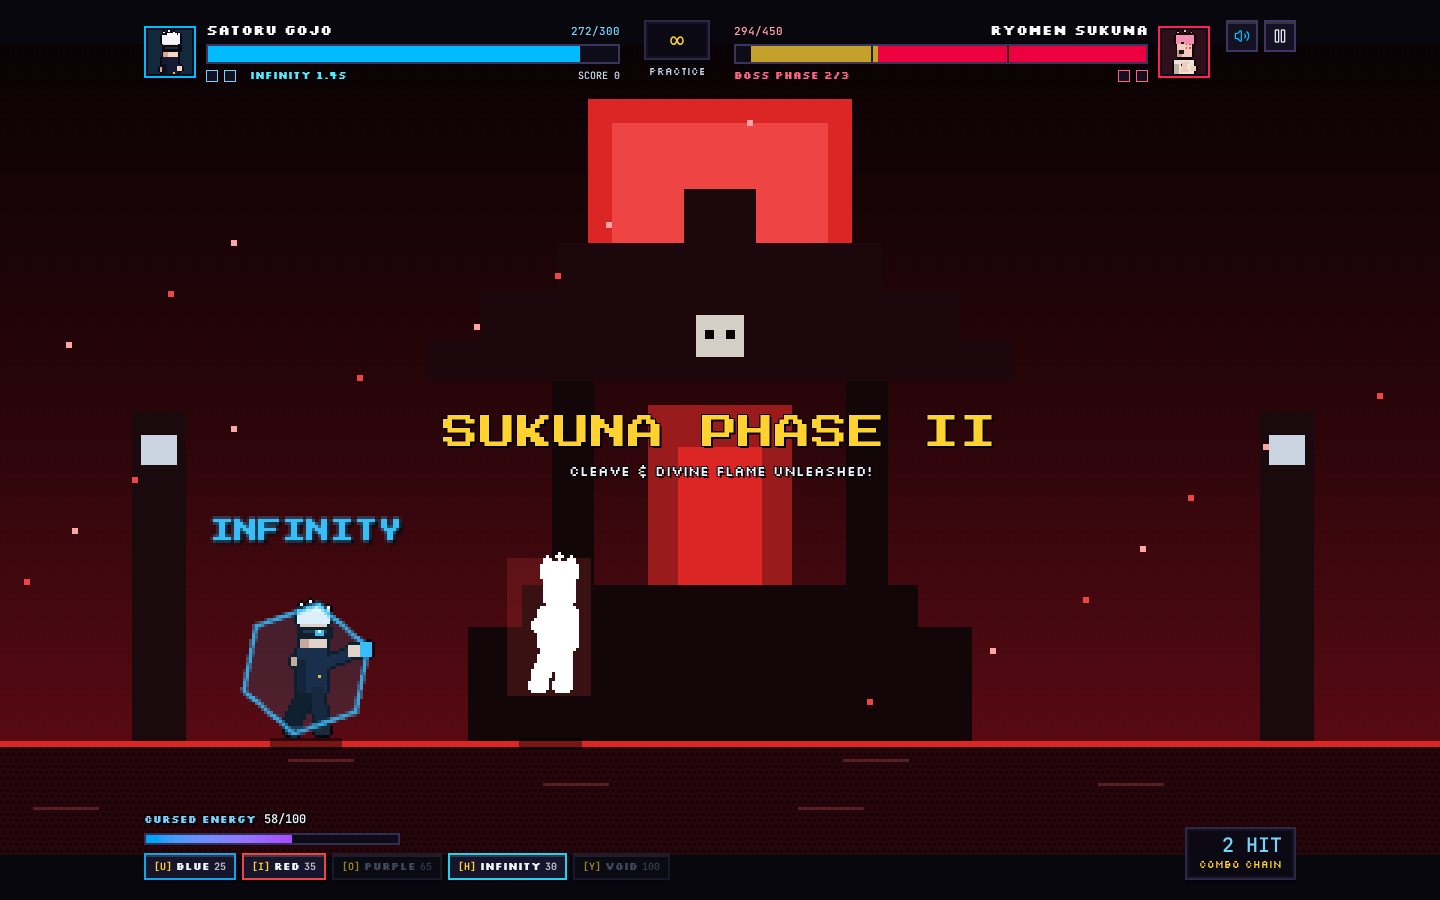 SATORU GOJO
272/300
INFINITY 1.4S
SCORE 0
∞
PRACTICE
294/450
RYOMEN SUKUNA
BOSS PHASE 2/3
SUKUNA PHASE II
CLEAVE & DIVINE FLAME UNLEASHED!
INFINITY
CURSED ENERGY 58/100
[U] BLUE 25
[I] RED 35
[O] PURPLE 65
[H] INFINITY 30
[Y] VOID 100
2 HIT
COMBO CHAIN